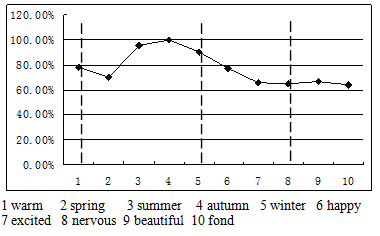 120.00%
100.00%
80.00%
60.00%
40.00%
20.00%
0.00%
1 2 3 4 5 6 7 8 9 10
1 warm 2 spring 3 summer 4 autumn 5 winter 6 happy
7 excited 8 nervous 9 beautiful 10 fond